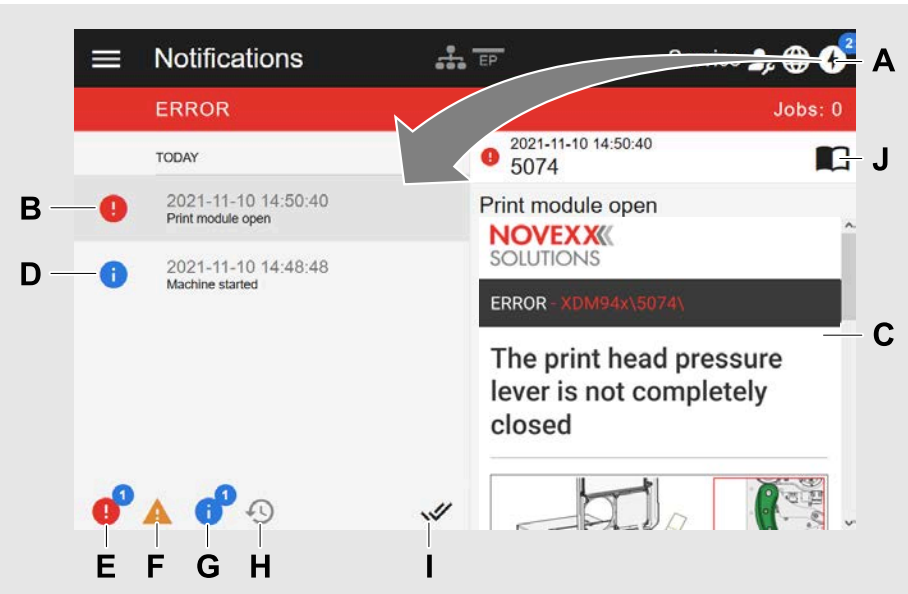 Notifications
EP
2
A
ERROR
Jobs: 0
TODAY
2021-11-10 14:50:40
5074
J
B
2021-11-10 14:50:40
Print module open
Print module open
NOVEXX
SOLUTIONS
D
2021-11-10 14:48:48
Machine started
ERROR - XDM94x\5074\
C
The print head pressure
lever is not completely
closed
1
1
E
F
G
H
I